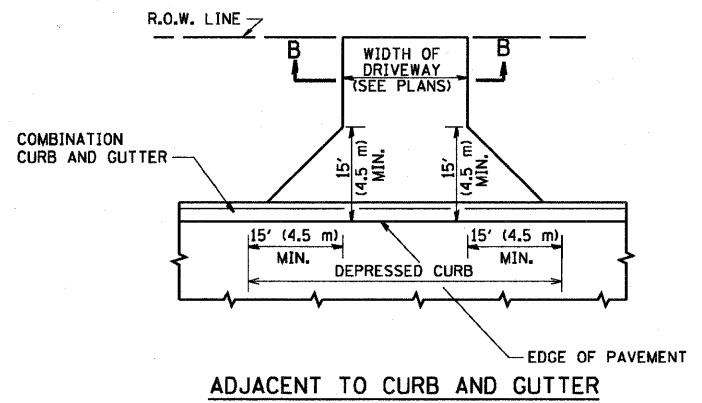 R.O.W. LINE
B
B
WIDTH OF
DRIVEWAY
(SEE PLANS)
COMBINATION
CURB AND GUTTER
15'
(4.5 m)
MIN.
15'
(4.5 m)
MIN.
15' (4.5 m)
MIN.
15' (4.5 m)
MIN.
DEPRESSED CURB
EDGE OF PAVEMENT
ADJACENT TO CURB AND GUTTER